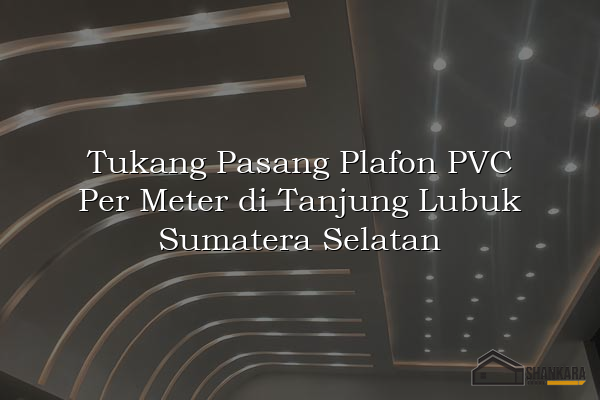 Tukang Pasang Plafon PVC
Per Meter di Tanjung Lubuk
Sumatera Selatan
SHANKARA